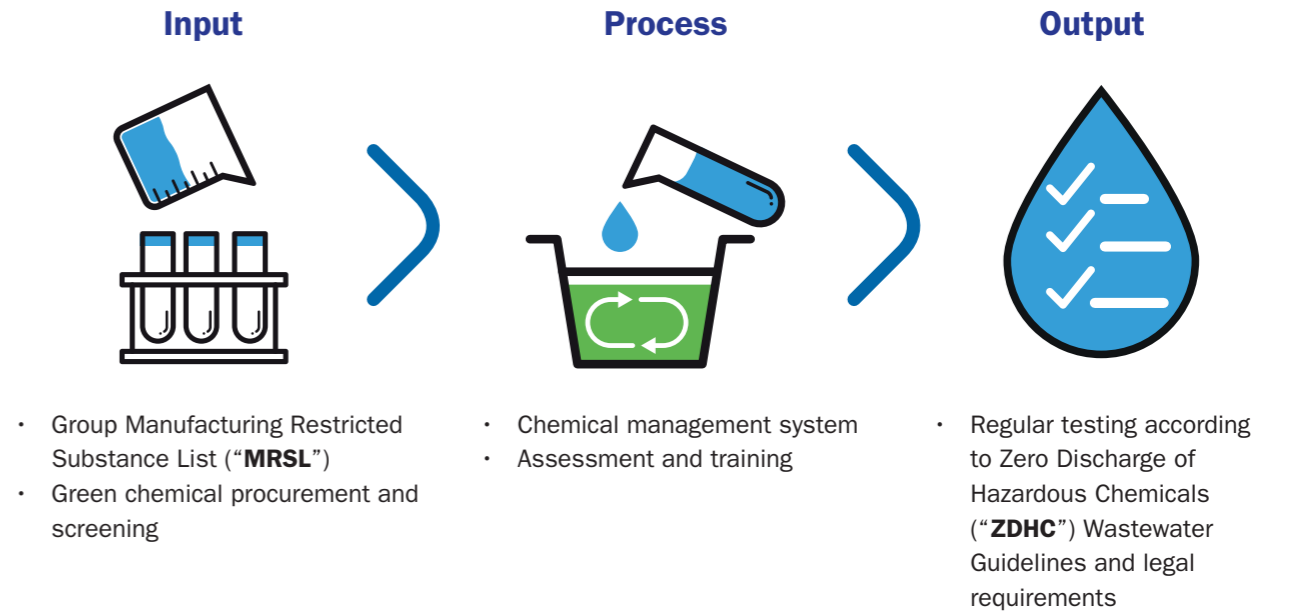 Input
Process
Output
· Group Manufacturing Restricted
Substance List (“MRSL”)
· Green chemical procurement and
screening
· Chemical management system
· Assessment and training
· Regular testing according
to Zero Discharge of
Hazardous Chemicals
(“ZDHC”) Wastewater
Guidelines and legal
requirements